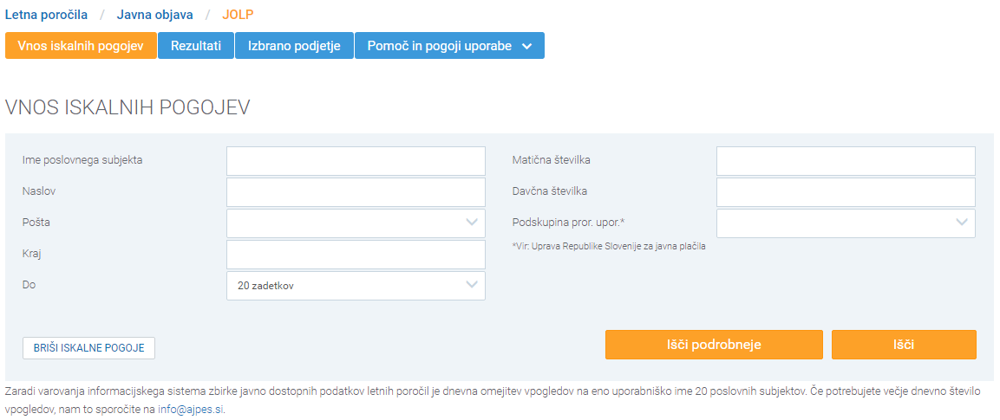 Letna poročila / Javna objava / JOLP
Vnos iskalnih pogojev Rezultati Izbrano podjetje Pomoč in pogoji uporabe
VNOS ISKALNIH POGOJEV
Ime poslovnega subjekta Matična številka
Naslov Davčna številka
Pošta Podskupina pror. upor.*
*Vir: Uprava Republike Slovenije za javna plačila
Kraj
Do 20 zadetkov
BRIŠI ISKALNE POGOJE Išči podrobneje Išči
Zaradi varovanja informacijskega sistema zbirke javno dostopnih podatkov letnih poročil je dnevna omejitev vpogledov na eno uporabniško ime 20 poslovnih subjektov. Če potrebujete večje dnevno število
vpogledov, nam to sporočite na info@ajpes.si.